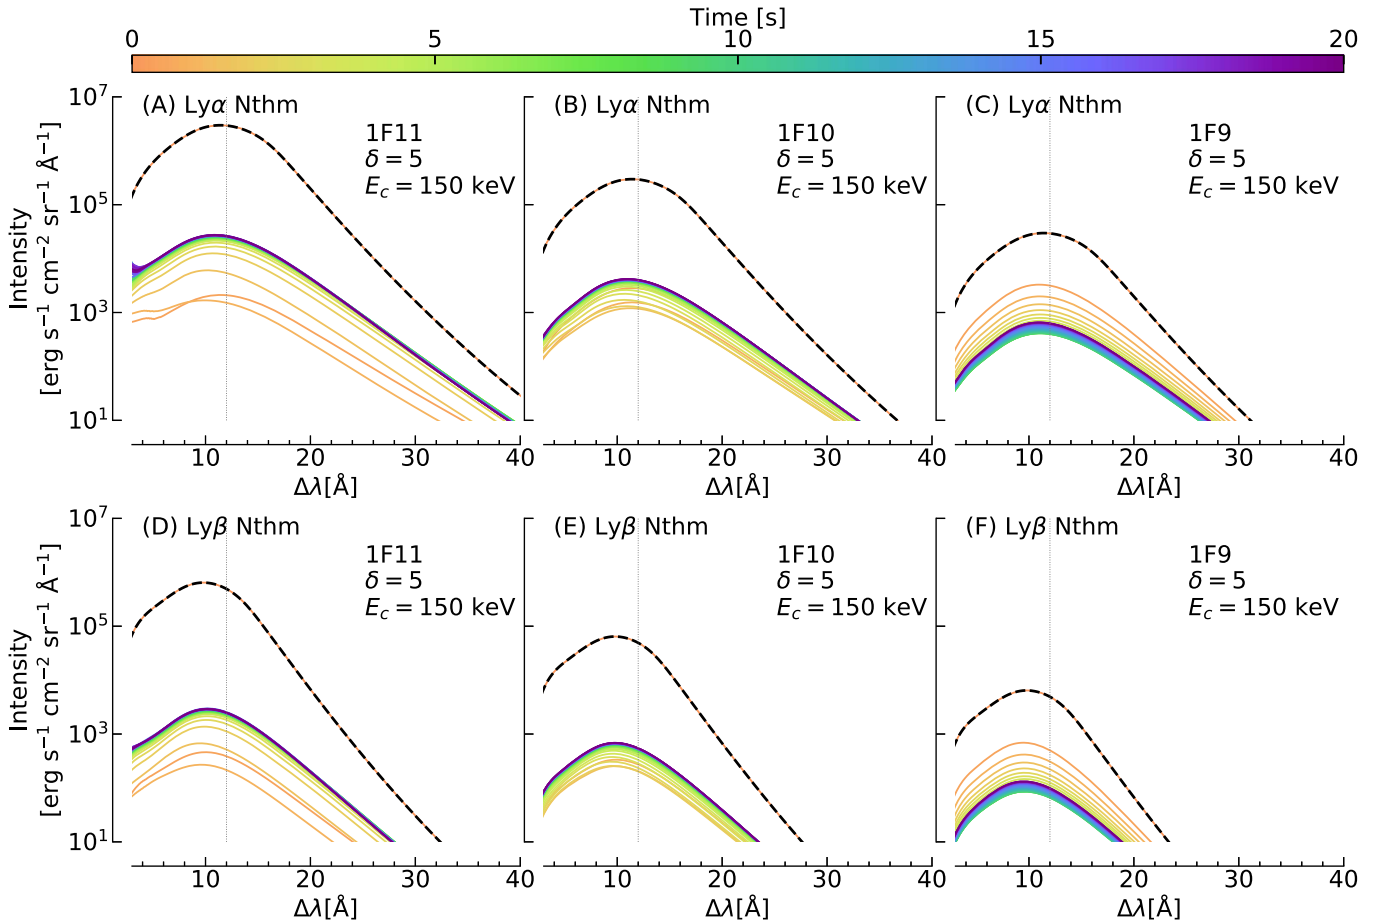 Time [s]
0 5 10 15 20
(A) Lyα Nthm
1F11
δ = 5
E_c = 150 keV
(B) Lyα Nthm
1F10
δ = 5
E_c = 150 keV
(C) Lyα Nthm
1F9
δ = 5
E_c = 150 keV
Intensity
[erg s⁻¹ cm⁻² sr⁻¹ Å⁻¹]
10⁷
10⁵
10³
10¹
10 20 30 40
10 20 30 40
10 20 30 40
Δλ[Å]
Δλ[Å]
Δλ[Å]
(D) Lyβ Nthm
1F11
δ = 5
E_c = 150 keV
(E) Lyβ Nthm
1F10
δ = 5
E_c = 150 keV
(F) Lyβ Nthm
1F9
δ = 5
E_c = 150 keV
Intensity
[erg s⁻¹ cm⁻² sr⁻¹ Å⁻¹]
10⁷
10⁵
10³
10¹
10 20 30 40
10 20 30 40
10 20 30 40
Δλ[Å]
Δλ[Å]
Δλ[Å]